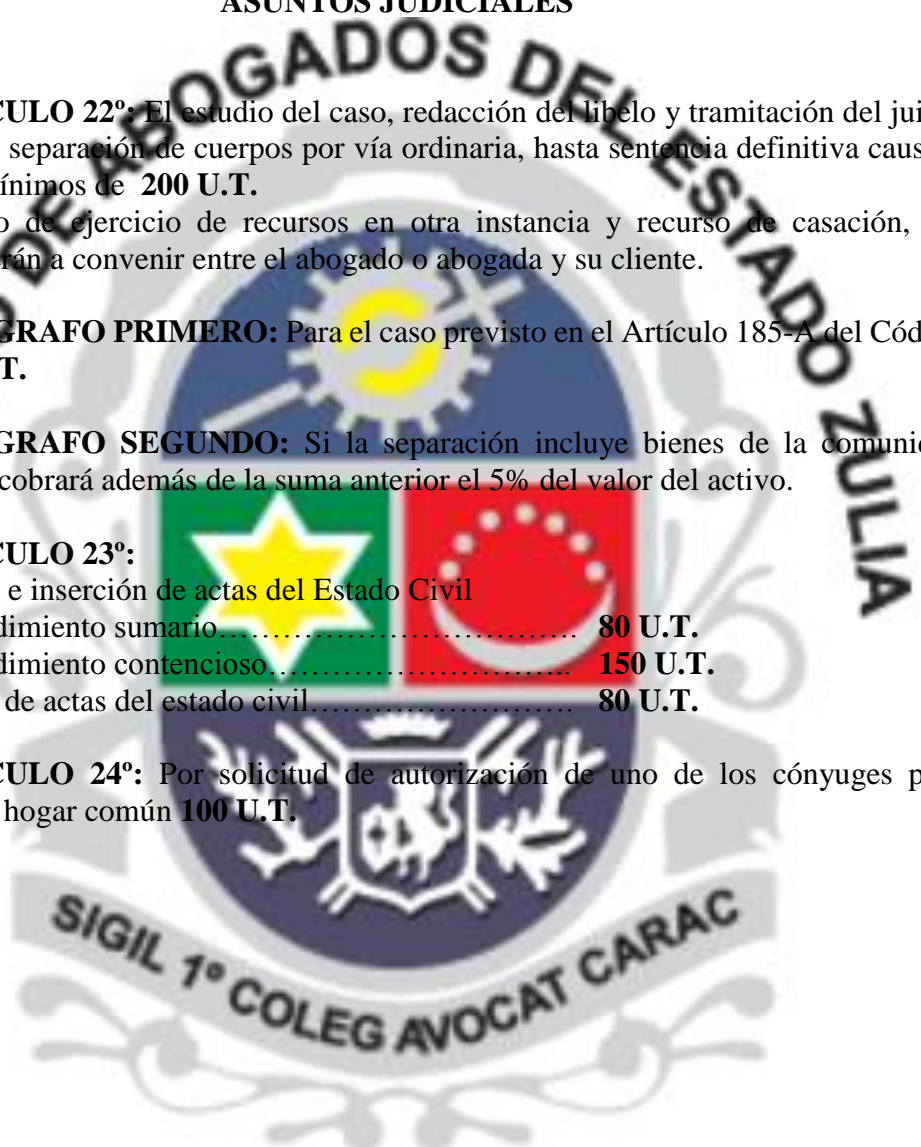 ASUNTOS JUDICIALES
ABOGADOS DEL ESTADO ZULIA
CULO 22º: El estudio del caso, redacción del libelo y tramitación del jui
separación de cuerpos por vía ordinaria, hasta sentencia definitiva caus
ínimos de 200 U.T.
o de ejercicio de recursos en otra instancia y recurso de casación,
rán a convenir entre el abogado o abogada y su cliente.
GRAFO PRIMERO: Para el caso previsto en el Artículo 185-A del Cód
T.
GRAFO SEGUNDO: Si la separación incluye bienes de la comunic
cobrará además de la suma anterior el 5% del valor del activo.
CULO 23º:
e inserción de actas del Estado Civil
dimiento sumario……………………………… 80 U.T.
dimiento contencioso……………………….. 150 U.T.
de actas del estado civil……………………. 80 U.T.
CULO 24º: Por solicitud de autorización de uno de los cónyuges p
hogar común 100 U.T.
SIGIL 1º COLEG AVOCAT CARAC